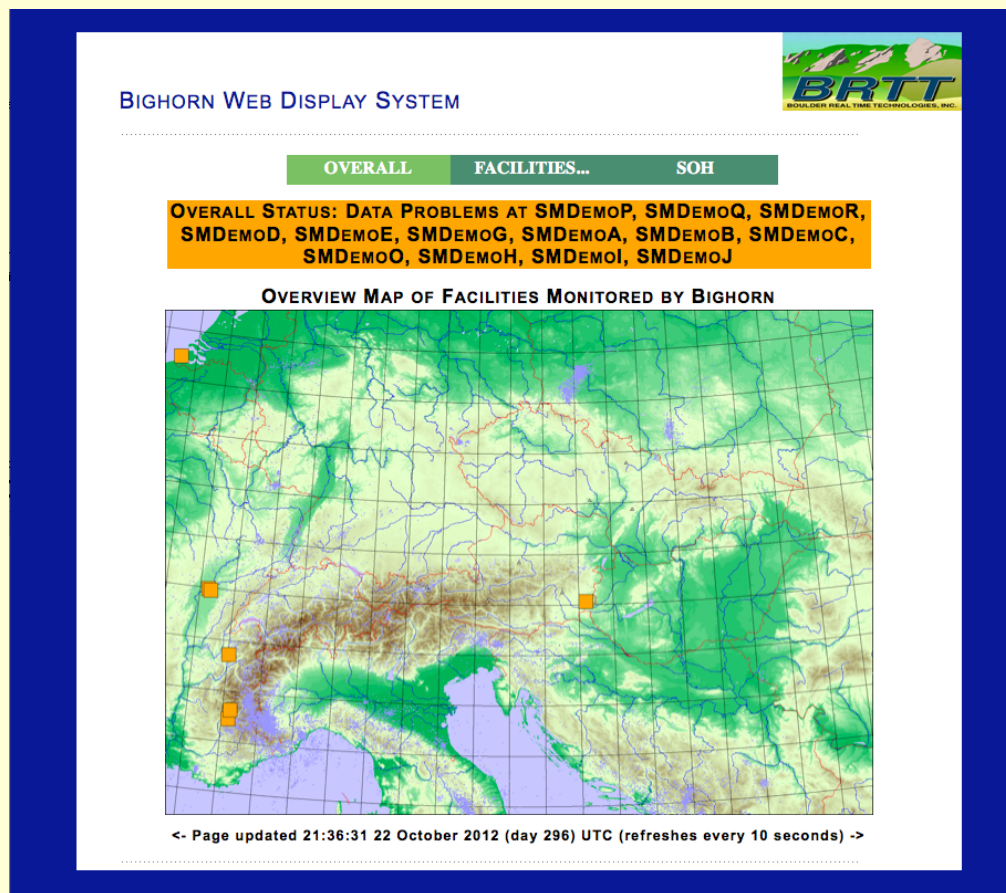 BRTT
BOULDER REAL TIME TECHNOLOGIES, INC.
Bighorn Web Display System
OVERALL FACILITIES... SOH
Overall Status: Data Problems at SMDemoP, SMDemoQ, SMDemoR,
SMDemoD, SMDemoE, SMDemoG, SMDemoA, SMDemoB, SMDemoC,
SMDemoO, SMDemoH, SMDemoI, SMDemoJ
Overview Map of Facilities Monitored by Bighorn
<- Page updated 21:36:31 22 October 2012 (day 296) UTC (refreshes every 10 seconds) ->